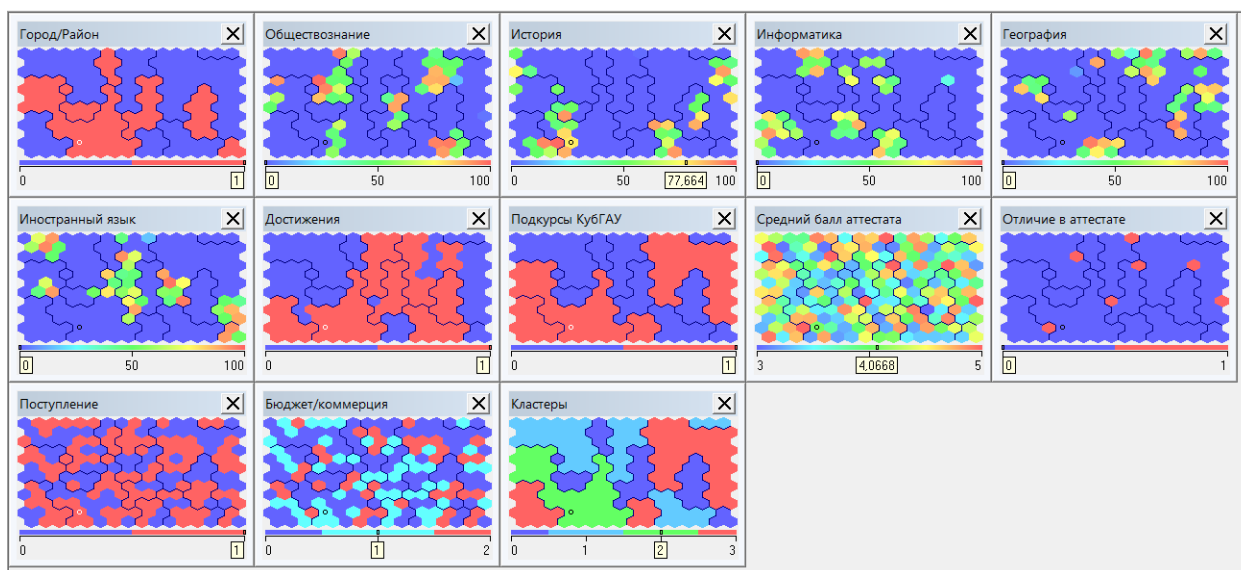 Город/Район
Обществознание
История
Информатика
География
0 1
0 50 100
0 50 77,664 100
0 50 100
0 50 100
Иностранный язык
Достижения
Подкурсы КубГАУ
Средний балл аттестата
Отличие в аттестате
0 50 100
0 1
0 1
3 4,0668 5
0 1
Поступление
Бюджет/коммерция
Кластеры
0 1
0 1 2
0 1 2 3